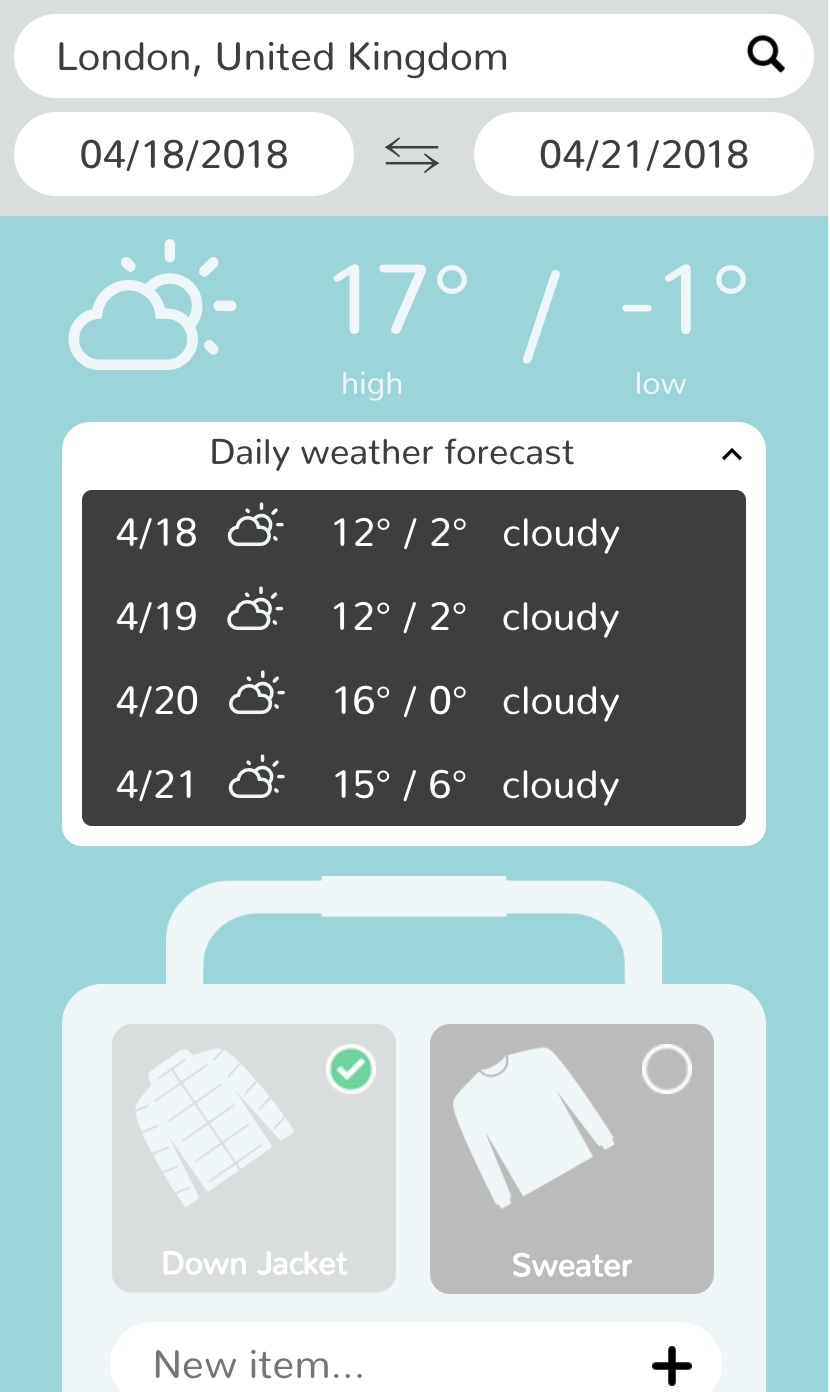 London, United Kingdom
04/18/2018 04/21/2018
17° / -1°
high low
Daily weather forecast
4/18 12° / 2° cloudy
4/19 12° / 2° cloudy
4/20 16° / 0° cloudy
4/21 15° / 6° cloudy
Down Jacket Sweater
New item...